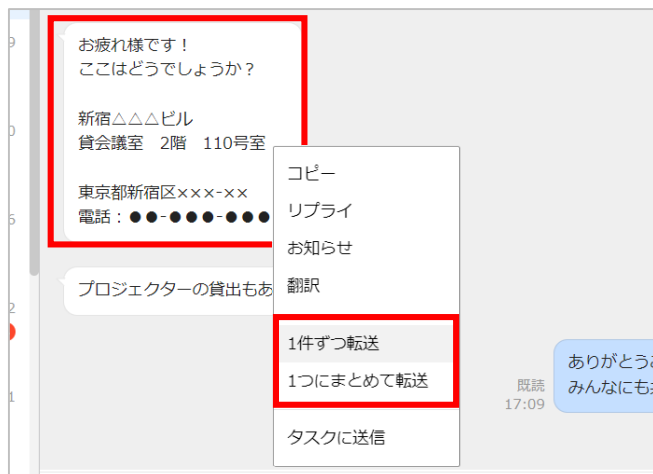 お疲れ様です！
ここはどうでしょうか？
新宿△△△ビル
貸会議室　2階　110号室
東京都新宿区×××-××
電話：●●-●●●-●●●
プロジェクターの貸出もあ
コピー
リプライ
お知らせ
翻訳
1件ずつ転送
1つにまとめて転送
タスクに送信
ありがとう
みんなにも
既読
17:09